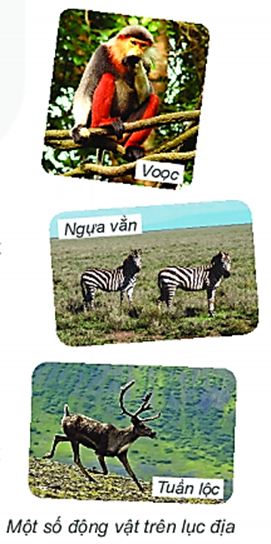 Voọc
Ngựa vằn
Tuần lộc
Một số động vật trên lục địa